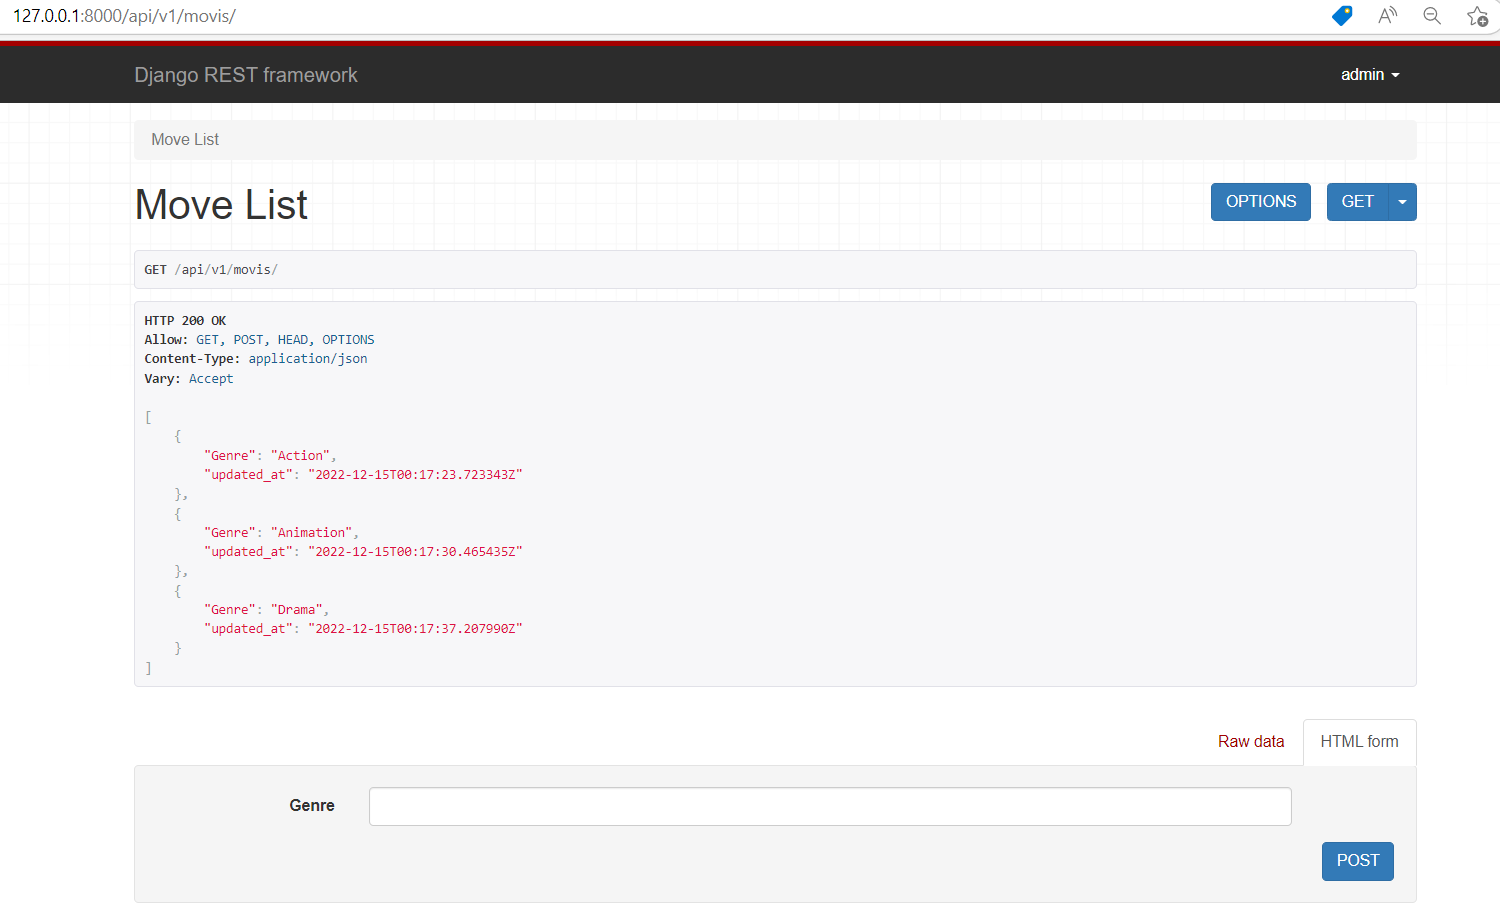 127.0.0.1:8000/api/v1/movis/
Django REST framework
admin
Move List
Move List
OPTIONS
GET
GET /api/v1/movis/
HTTP 200 OK
Allow: GET, POST, HEAD, OPTIONS
Content-Type: application/json
Vary: Accept
[
    {
        "Genre": "Action",
        "updated_at": "2022-12-15T00:17:23.723343Z"
    },
    {
        "Genre": "Animation",
        "updated_at": "2022-12-15T00:17:30.465435Z"
    },
    {
        "Genre": "Drama",
        "updated_at": "2022-12-15T00:17:37.207990Z"
    }
]
Raw data
HTML form
Genre
POST